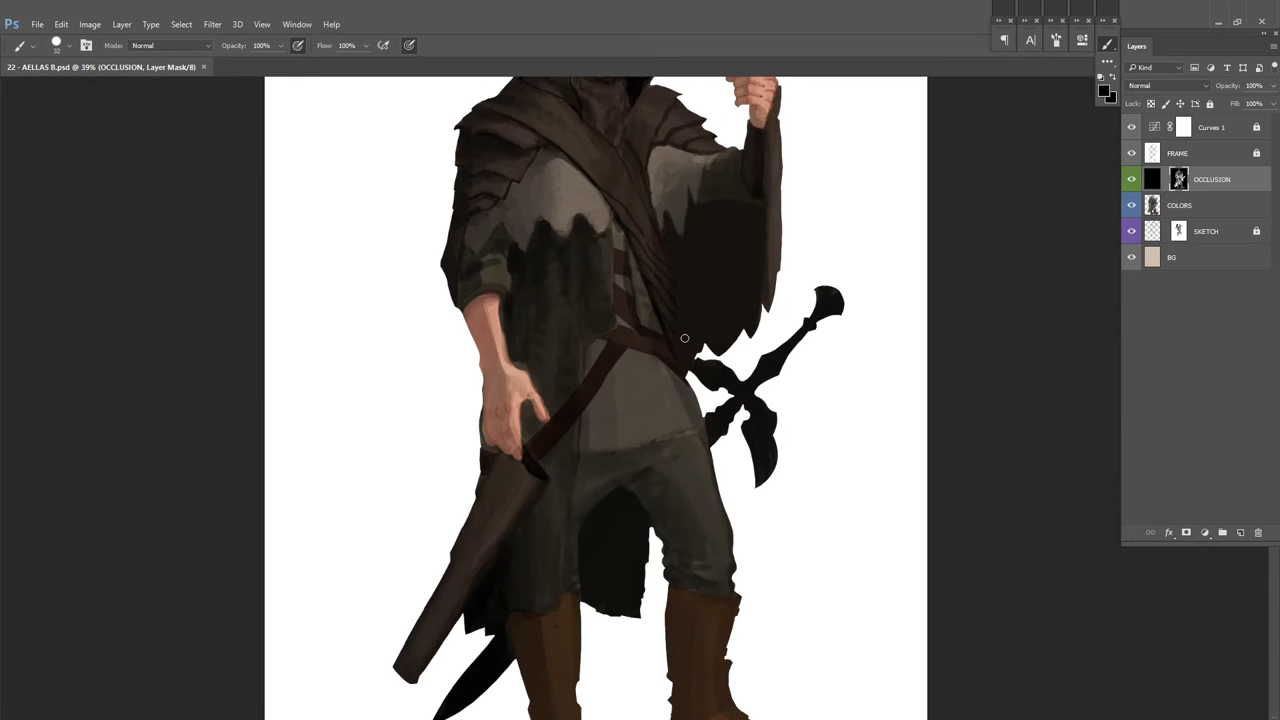 Ps File Edit Image Layer Type Select Filter 3D View Window Help
32 Mode: Normal Opacity: 100% Flow: 100%
22 - AELLAS B.psd @ 39% (OCCLUSION, Layer Mask/8) ×
A|
Layers
Kind
Normal Opacity: 100%
Lock: Fill: 100%
Curves 1
FRAME
OCCLUSION
COLORS
SKETCH
BG
fx